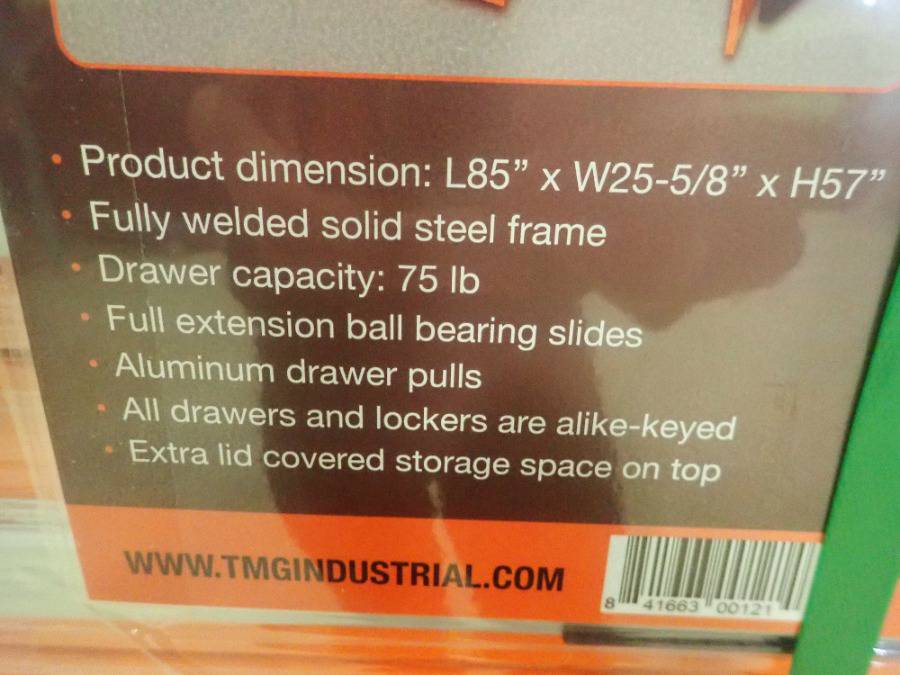 • Product dimension: L85” x W25-5/8” x H57”
• Fully welded solid steel frame
• Drawer capacity: 75 lb
• Full extension ball bearing slides
• Aluminum drawer pulls
• All drawers and lockers are alike-keyed
• Extra lid covered storage space on top
WWW.TMGINDUSTRIAL.COM
8 41663 00121